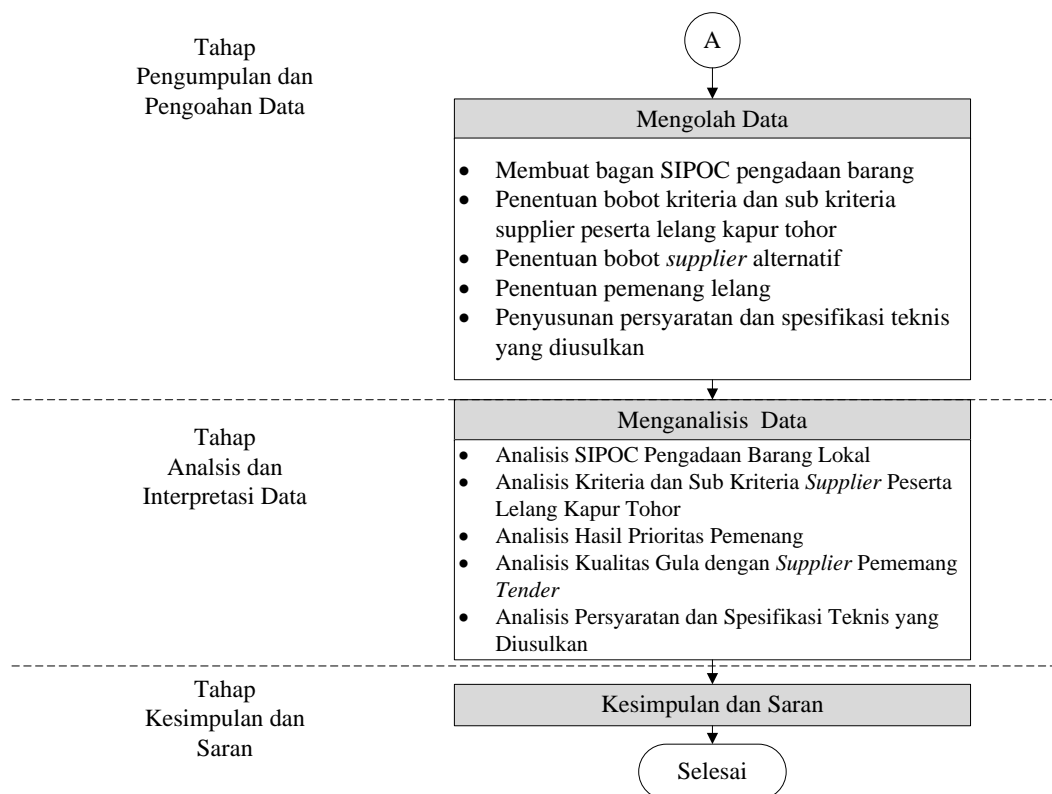 Tahap
Pengumpulan dan
Pengoahan Data
A
Mengolah Data
• Membuat bagan SIPOC pengadaan barang
• Penentuan bobot kriteria dan sub kriteria
supplier peserta lelang kapur tohor
• Penentuan bobot supplier alternatif
• Penentuan pemenang lelang
• Penyusunan persyaratan dan spesifikasi teknis
yang diusulkan
Tahap
Analsis dan
Interpretasi Data
Menganalisis Data
• Analisis SIPOC Pengadaan Barang Lokal
• Analisis Kriteria dan Sub Kriteria Supplier Peserta
Lelang Kapur Tohor
• Analisis Hasil Prioritas Pemenang
• Analisis Kualitas Gula dengan Supplier Pememang
Tender
• Analisis Persyaratan dan Spesifikasi Teknis yang
Diusulkan
Tahap
Kesimpulan dan
Saran
Kesimpulan dan Saran
Selesai